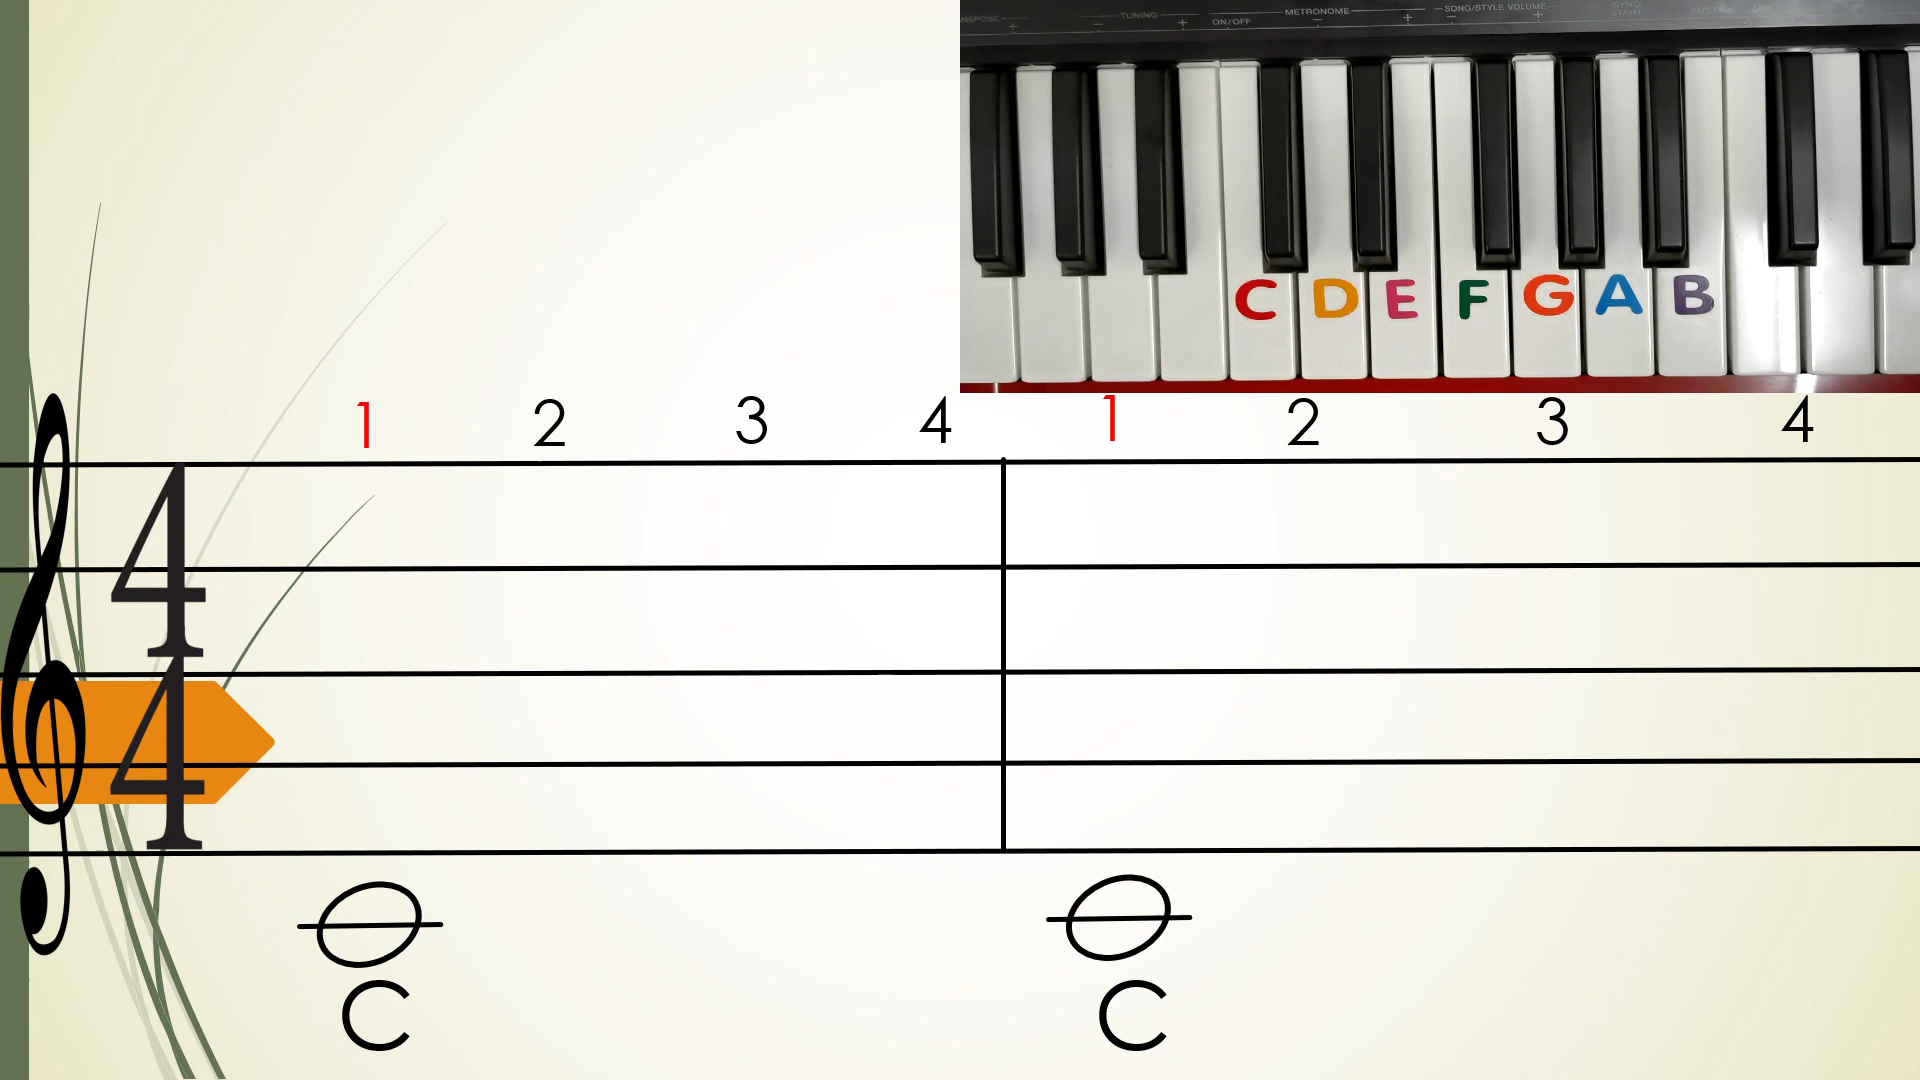 TUNING
METRONOME
SONG/STYLE VOLUME
- + ON/OFF - + - +
C D E F G A B
1 2 3 4 1 2 3 4
4
4
C C